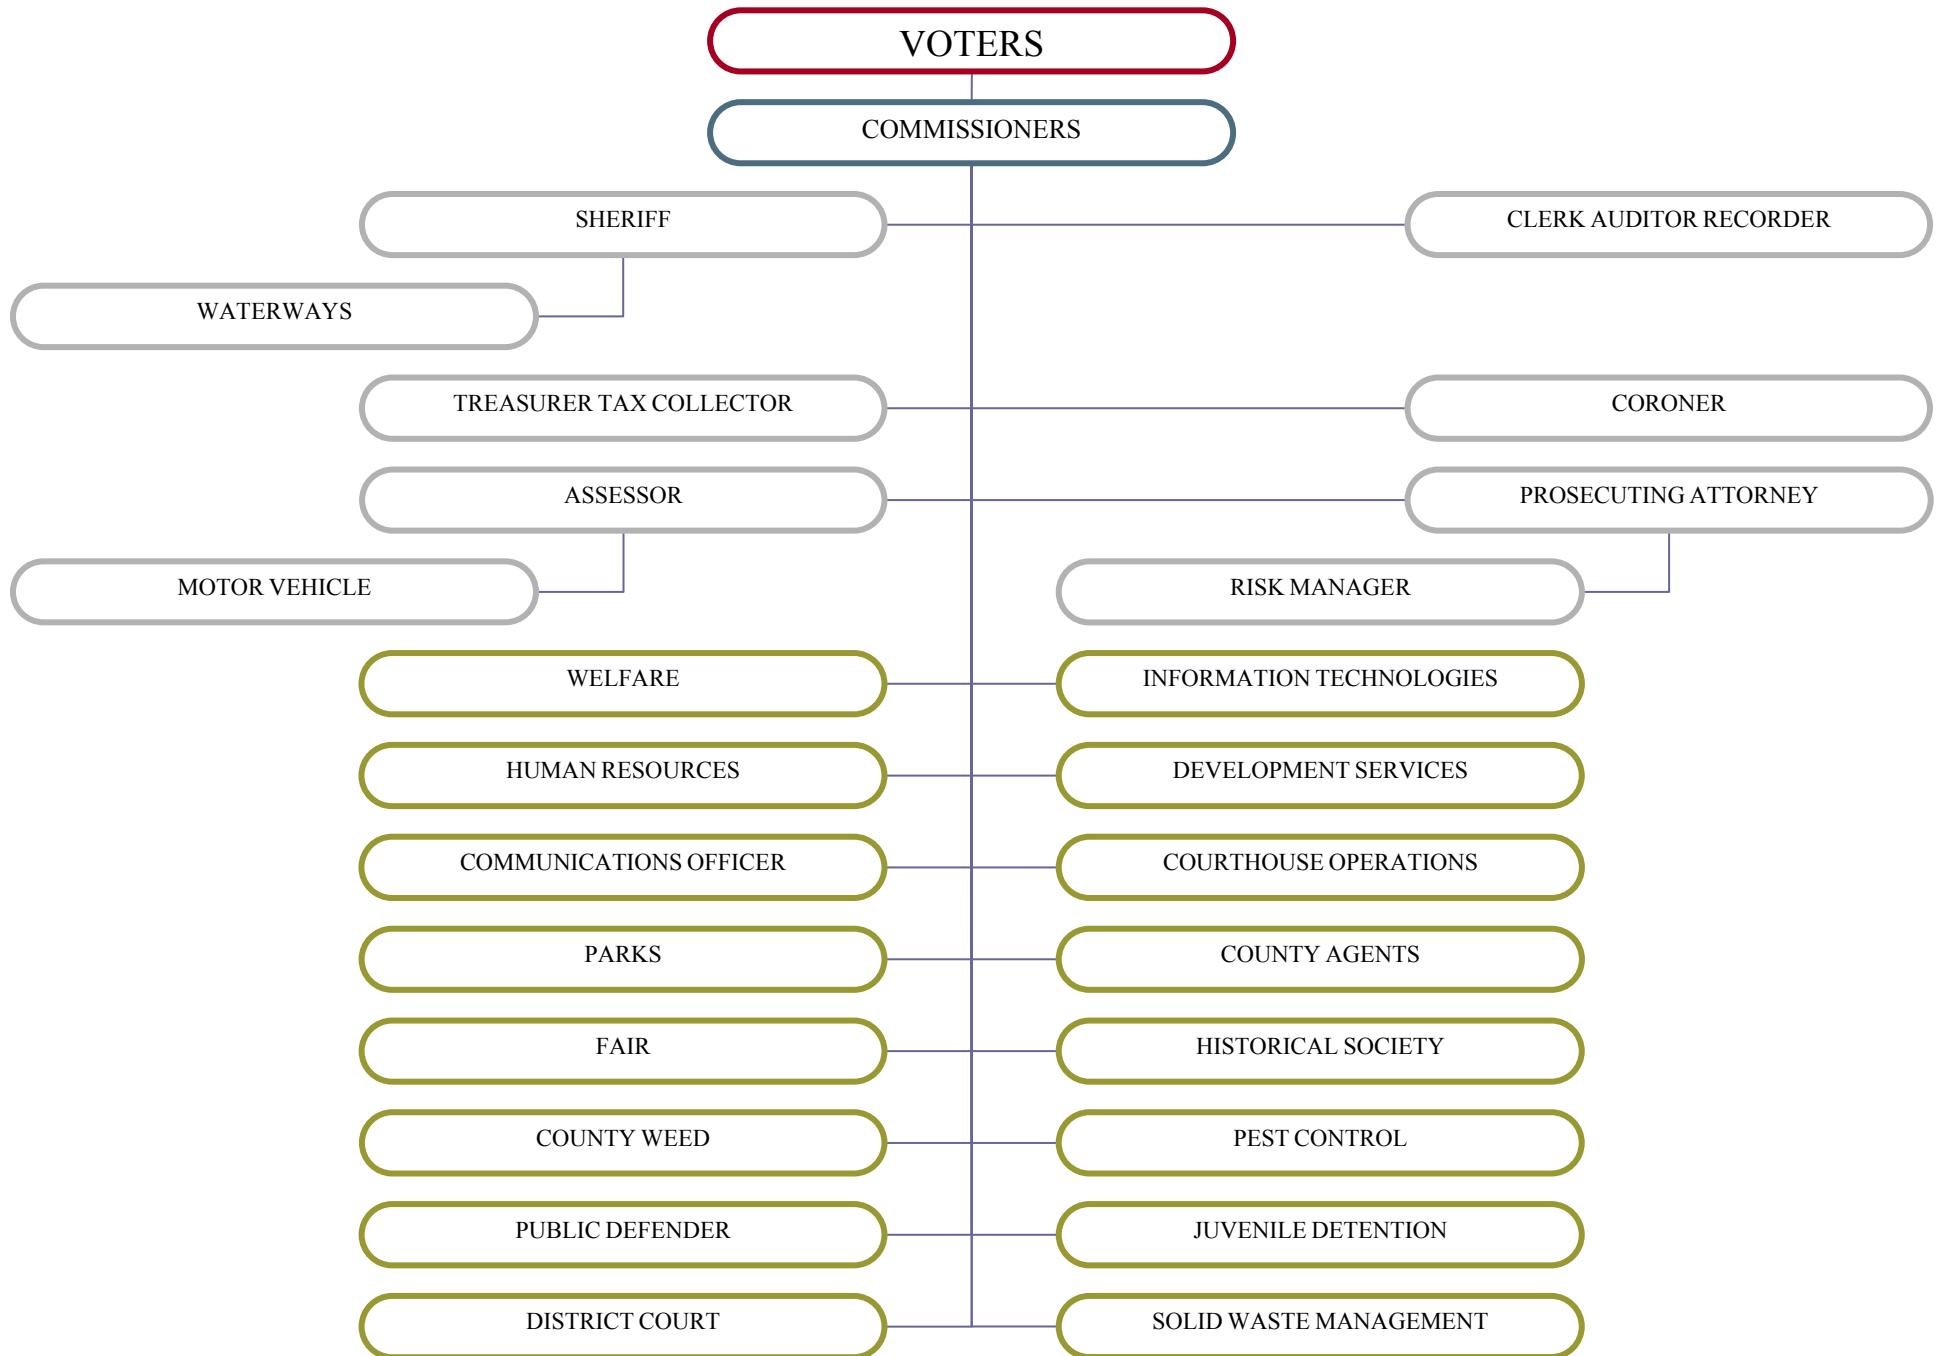 VOTERS
COMMISSIONERS
SHERIFF
CLERK AUDITOR RECORDER
WATERWAYS
TREASURER TAX COLLECTOR
CORONER
ASSESSOR
PROSECUTING ATTORNEY
MOTOR VEHICLE
RISK MANAGER
WELFARE
INFORMATION TECHNOLOGIES
HUMAN RESOURCES
DEVELOPMENT SERVICES
COMMUNICATIONS OFFICER
COURTHOUSE OPERATIONS
PARKS
COUNTY AGENTS
FAIR
HISTORICAL SOCIETY
COUNTY WEED
PEST CONTROL
PUBLIC DEFENDER
JUVENILE DETENTION
DISTRICT COURT
SOLID WASTE MANAGEMENT